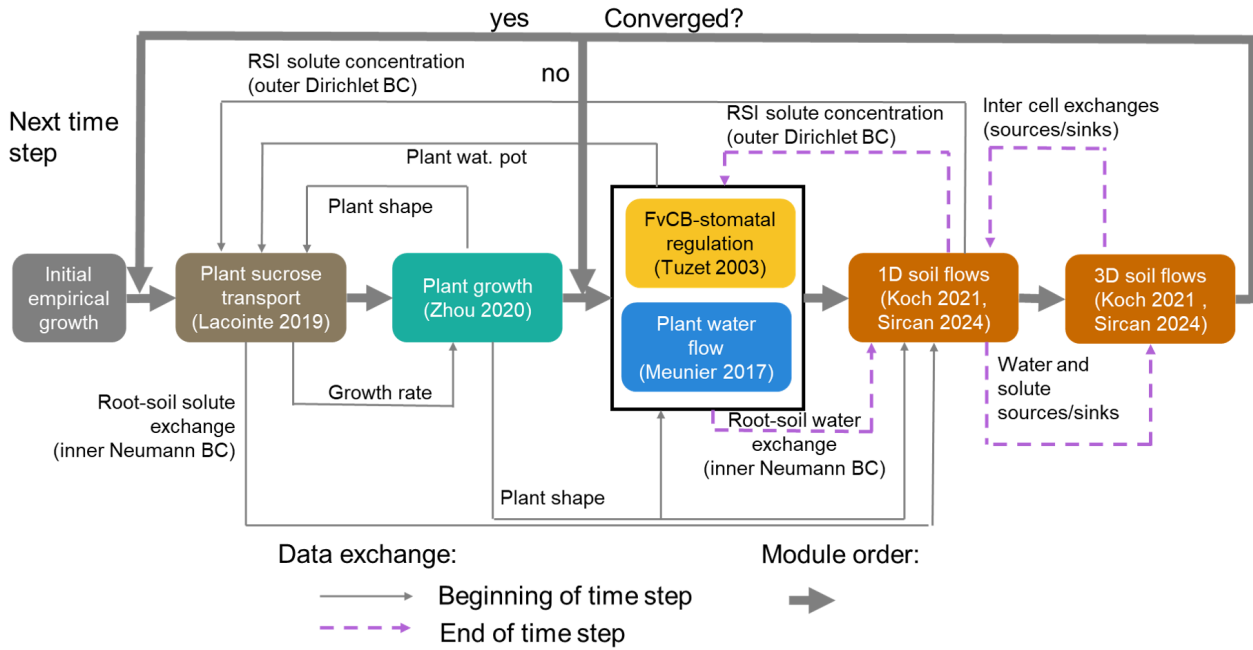 yes
Converged?
no
Next time
step
RSI solute concentration
(outer Dirichlet BC)
RSI solute concentration
(outer Dirichlet BC)
Inter cell exchanges
(sources/sinks)
Plant wat. pot
Plant shape
Initial
empirical
growth
Plant sucrose
transport
(Lacointe 2019)
Plant growth
(Zhou 2020)
FvCB-stomatal
regulation
(Tuzet 2003)
Plant water
flow
(Meunier 2017)
1D soil flows
(Koch 2021,
Sircan 2024)
3D soil flows
(Koch 2021 ,
Sircan 2024)
Growth rate
Root-soil solute
exchange
(inner Neumann BC)
Root-soil water
exchange
(inner Neumann BC)
Water and
solute
sources/sinks
Plant shape
Data exchange:
Module order:
Beginning of time step
End of time step